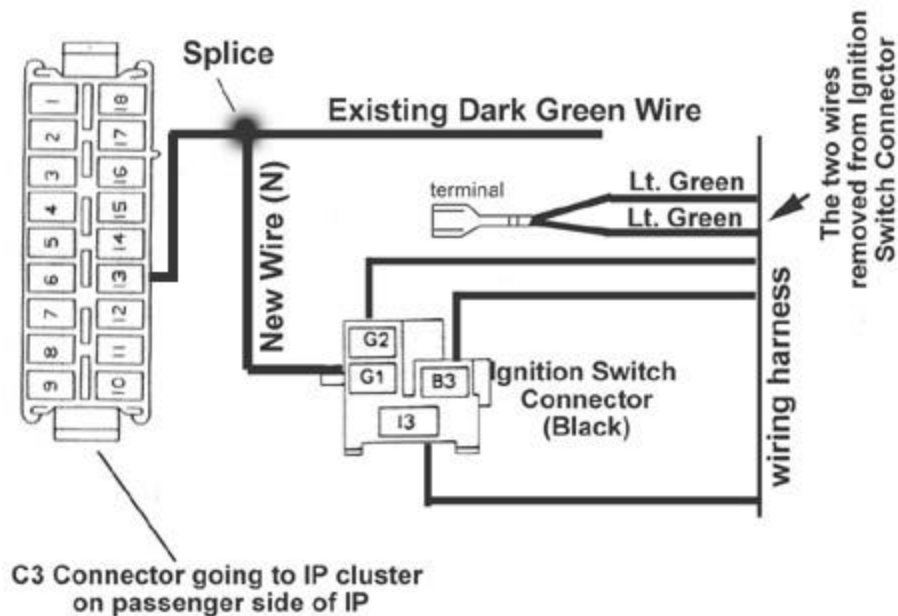 Splice
Existing Dark Green Wire
The two wires
removed from Ignition
Switch Connector
1
2
3
4
5
6
7
8
9
18
17
16
15
14
13
12
11
10
terminal
Lt. Green
Lt. Green
New Wire (N)
wiring harness
G2
G1
B3
I3
Ignition Switch
Connector
(Black)
C3 Connector going to IP cluster
on passenger side of IP